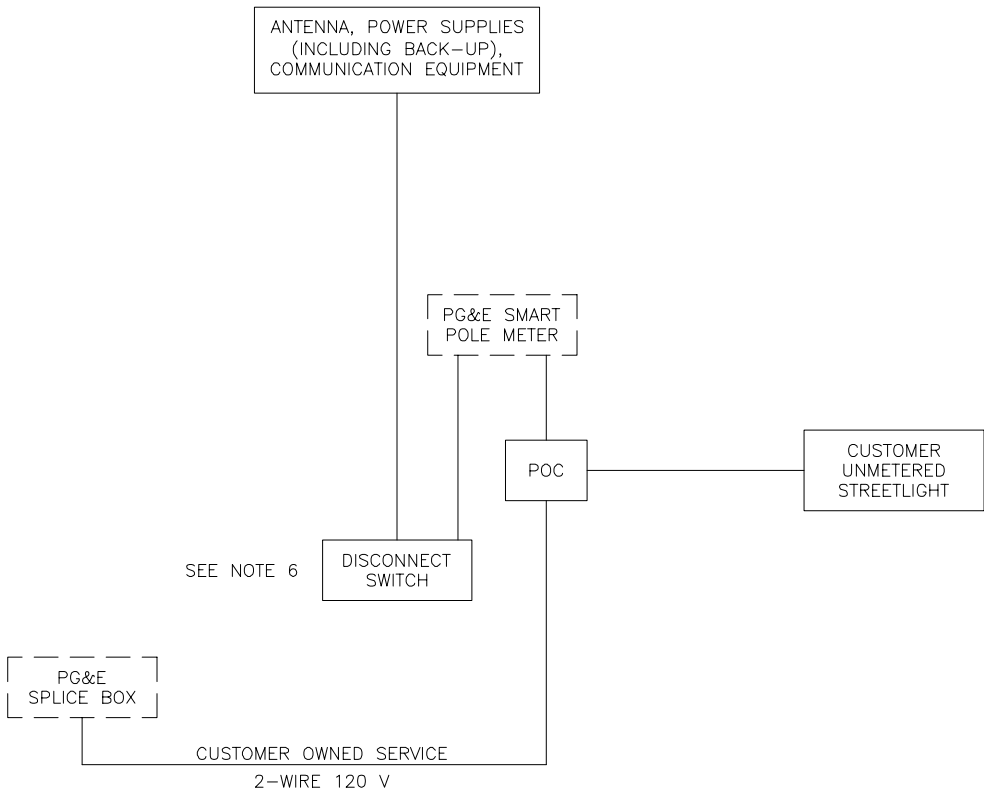 ANTENNA, POWER SUPPLIES
(INCLUDING BACK-UP),
COMMUNICATION EQUIPMENT
PG&E SMART
POLE METER
POC
CUSTOMER
UNMETERED
STREETLIGHT
SEE NOTE 6
DISCONNECT
SWITCH
PG&E
SPLICE BOX
CUSTOMER OWNED SERVICE
2-WIRE 120 V